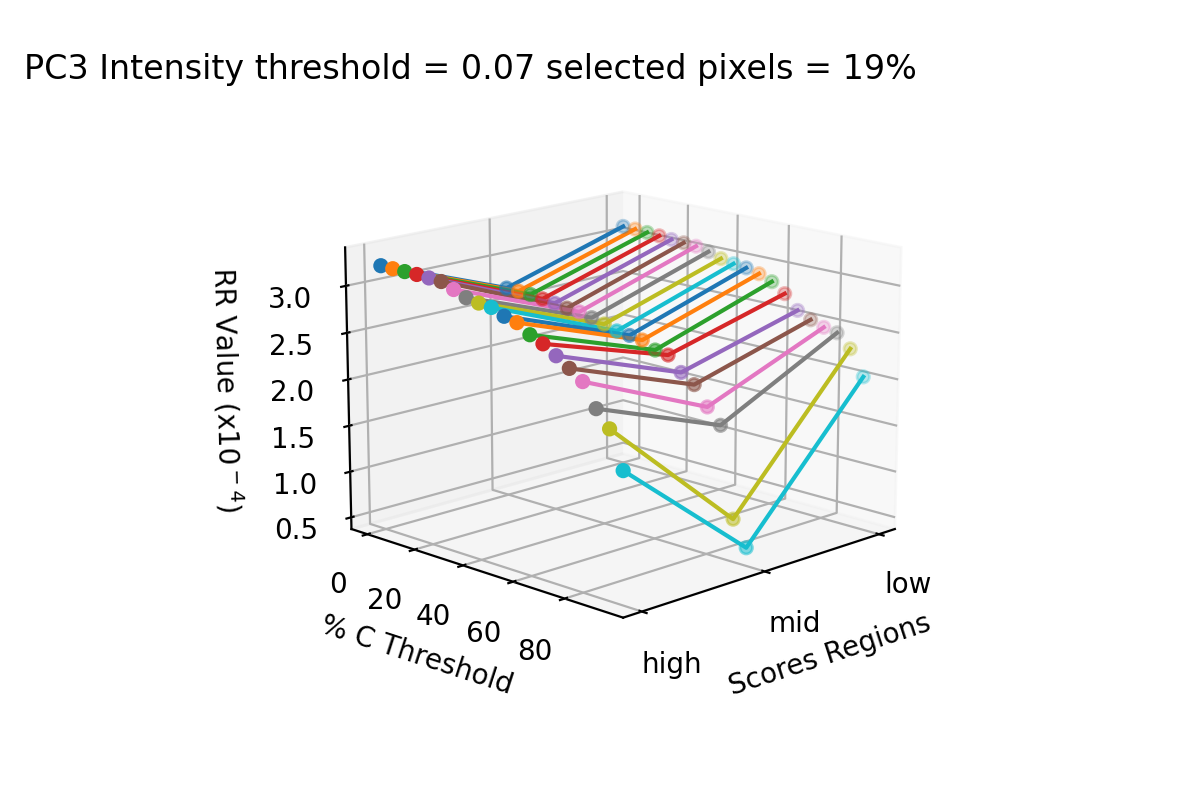 PC3 Intensity threshold = 0.07 selected pixels = 19%
RR Value (x10⁻⁴)
3.0
2.5
2.0
1.5
1.0
0.5
0
20
40
60
80
% C Threshold
high
mid
low
Scores Regions